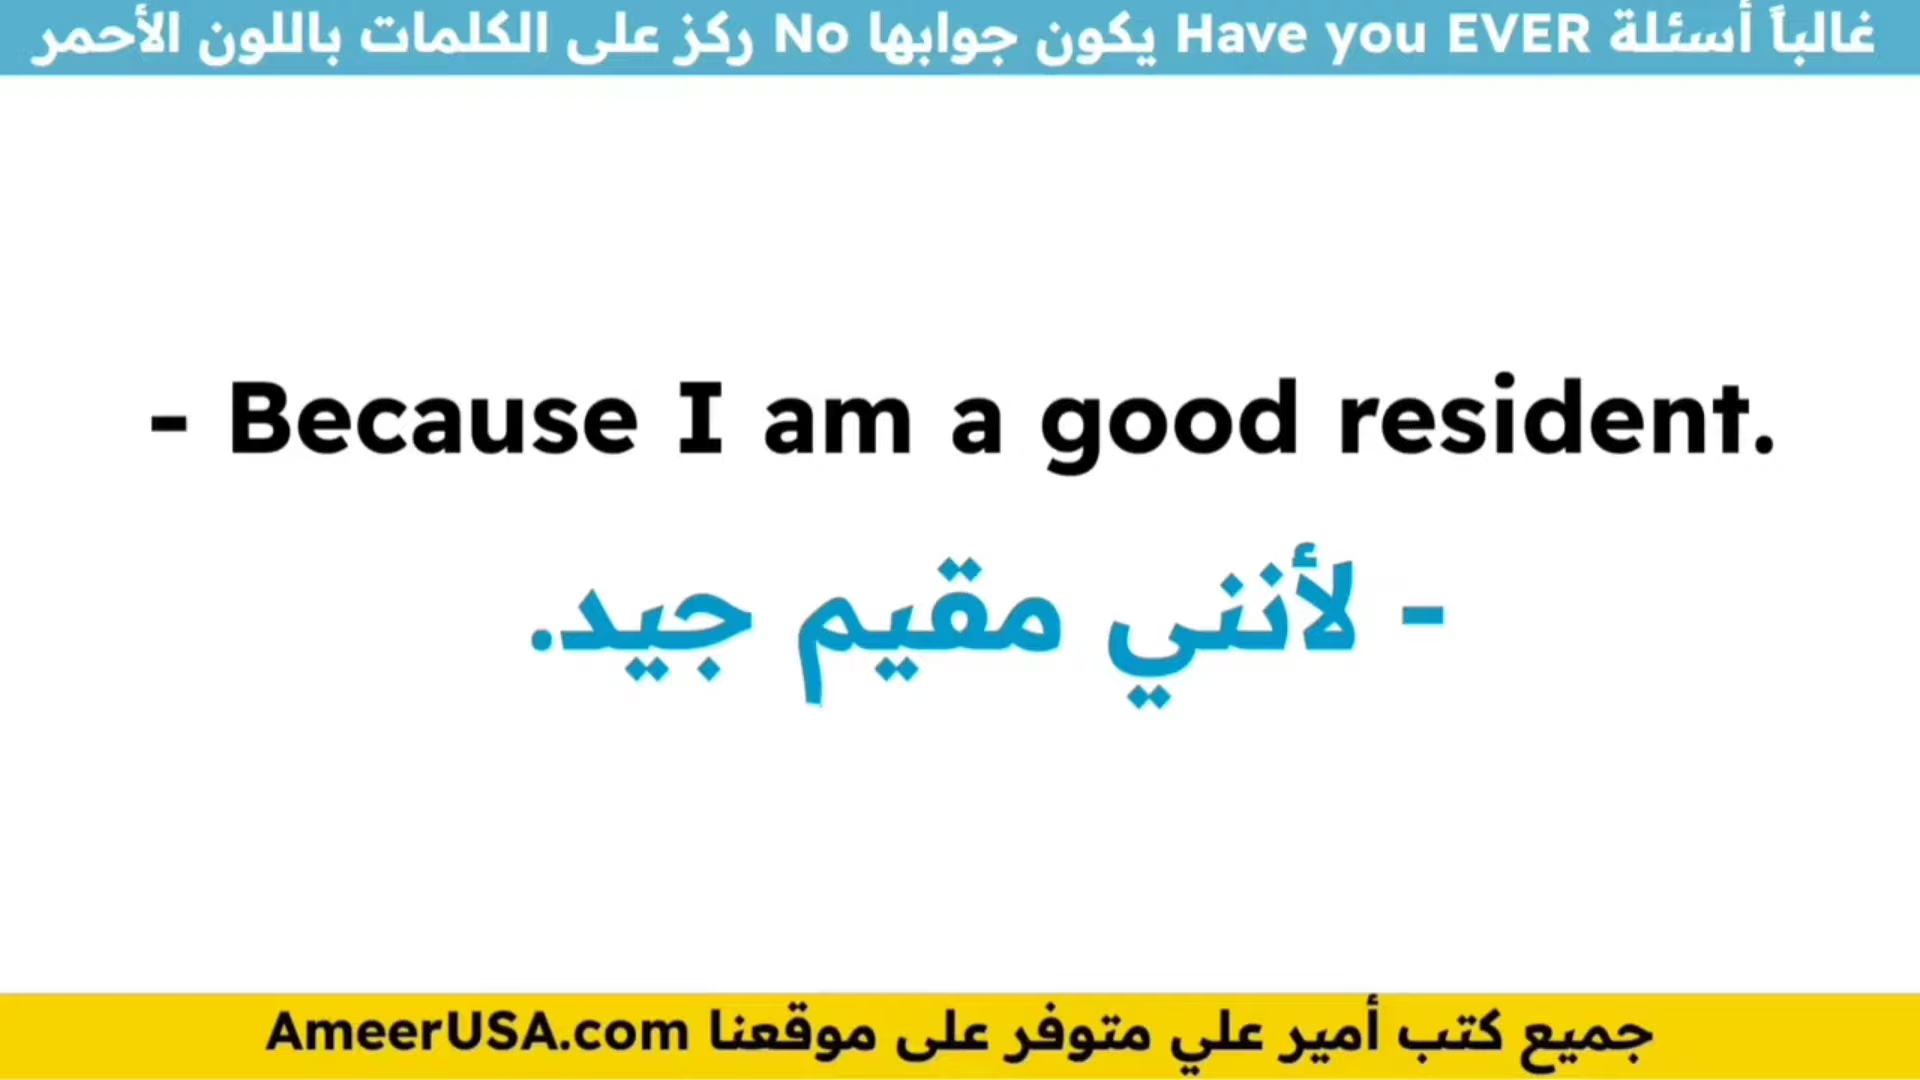 غالباً أسئلة Have you EVER يكون جوابها No ركز على الكلمات باللون الأحمر
- Because I am a good resident.
- لأنني مقيم جيد.
جميع كتب أمير علي متوفر على موقعنا AmeerUSA.com